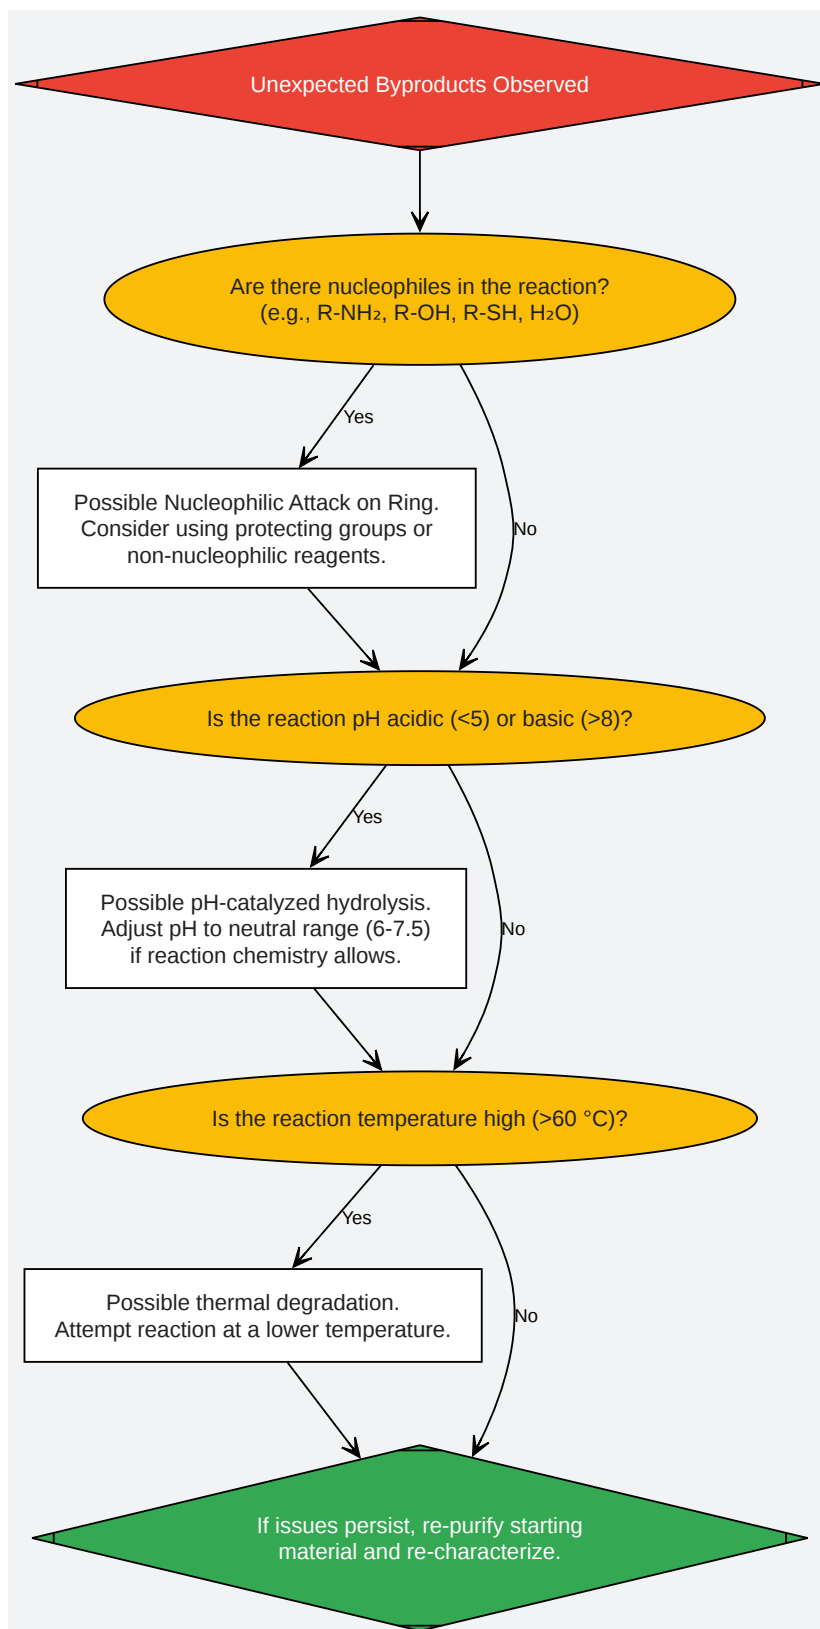 Unexpected Byproducts Observed
Are there nucleophiles in the reaction?
(e.g., R-NH₂, R-OH, R-SH, H₂O)
Yes
Possible Nucleophilic Attack on Ring.
Consider using protecting groups or
non-nucleophilic reagents.
No
Is the reaction pH acidic (<5) or basic (>8)?
Yes
Possible pH-catalyzed hydrolysis.
Adjust pH to neutral range (6-7.5)
if reaction chemistry allows.
No
Is the reaction temperature high (>60 °C)?
Yes
Possible thermal degradation.
Attempt reaction at a lower temperature.
No
If issues persist, re-purify starting
material and re-characterize.